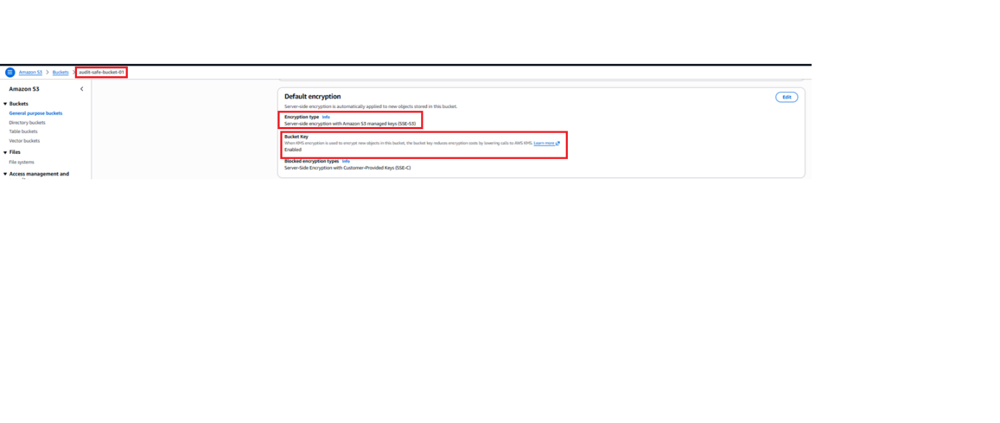 Amazon S3 > Buckets > audit-safe-bucket-01
Amazon S3
Buckets
General purpose buckets
Directory buckets
Table buckets
Vector buckets
Files
File systems
Access management and
Default encryption
Edit
Server-side encryption is automatically applied to new objects stored in this bucket.
Encryption type Info
Server-side encryption with Amazon S3 managed keys (SSE-S3)
Bucket Key
When KMS encryption is used to encrypt new objects in this bucket, the bucket key reduces encryption costs by lowering calls to AWS KMS. Learn more
Enabled
Blocked encryption types Info
Server-Side Encryption with Customer-Provided Keys (SSE-C)